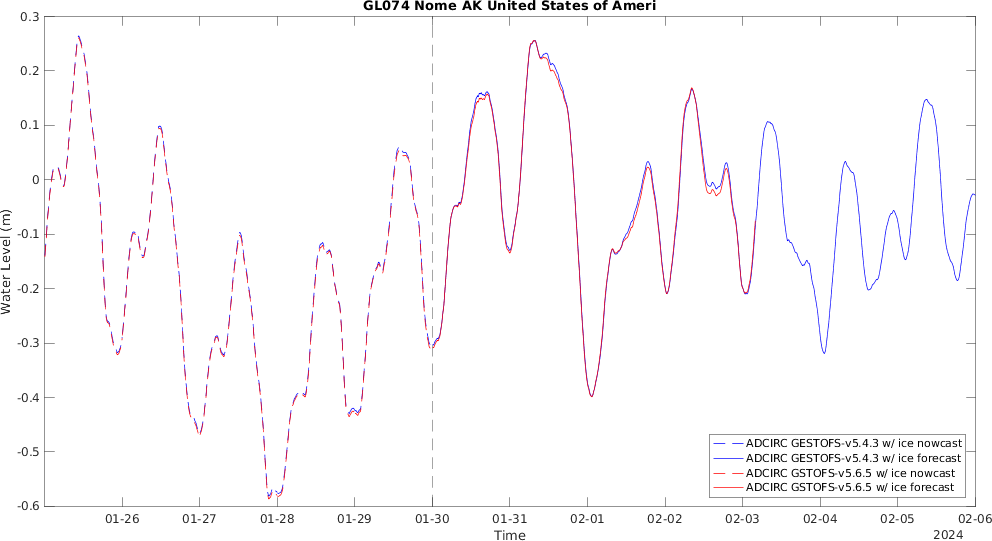 GL074 Nome AK United States of Ameri
0.3
0.2
0.1
0
-0.1
-0.2
-0.3
-0.4
-0.5
-0.6
Water Level (m)
ADCIRC GESTOFS-v5.4.3 w/ ice nowcast
ADCIRC GESTOFS-v5.4.3 w/ ice forecast
ADCIRC GSTOFS-v5.6.5 w/ ice nowcast
ADCIRC GSTOFS-v5.6.5 w/ ice forecast
01-26 01-27 01-28 01-29 01-30 01-31 02-01 02-02 02-03 02-04 02-05 02-06
Time
2024